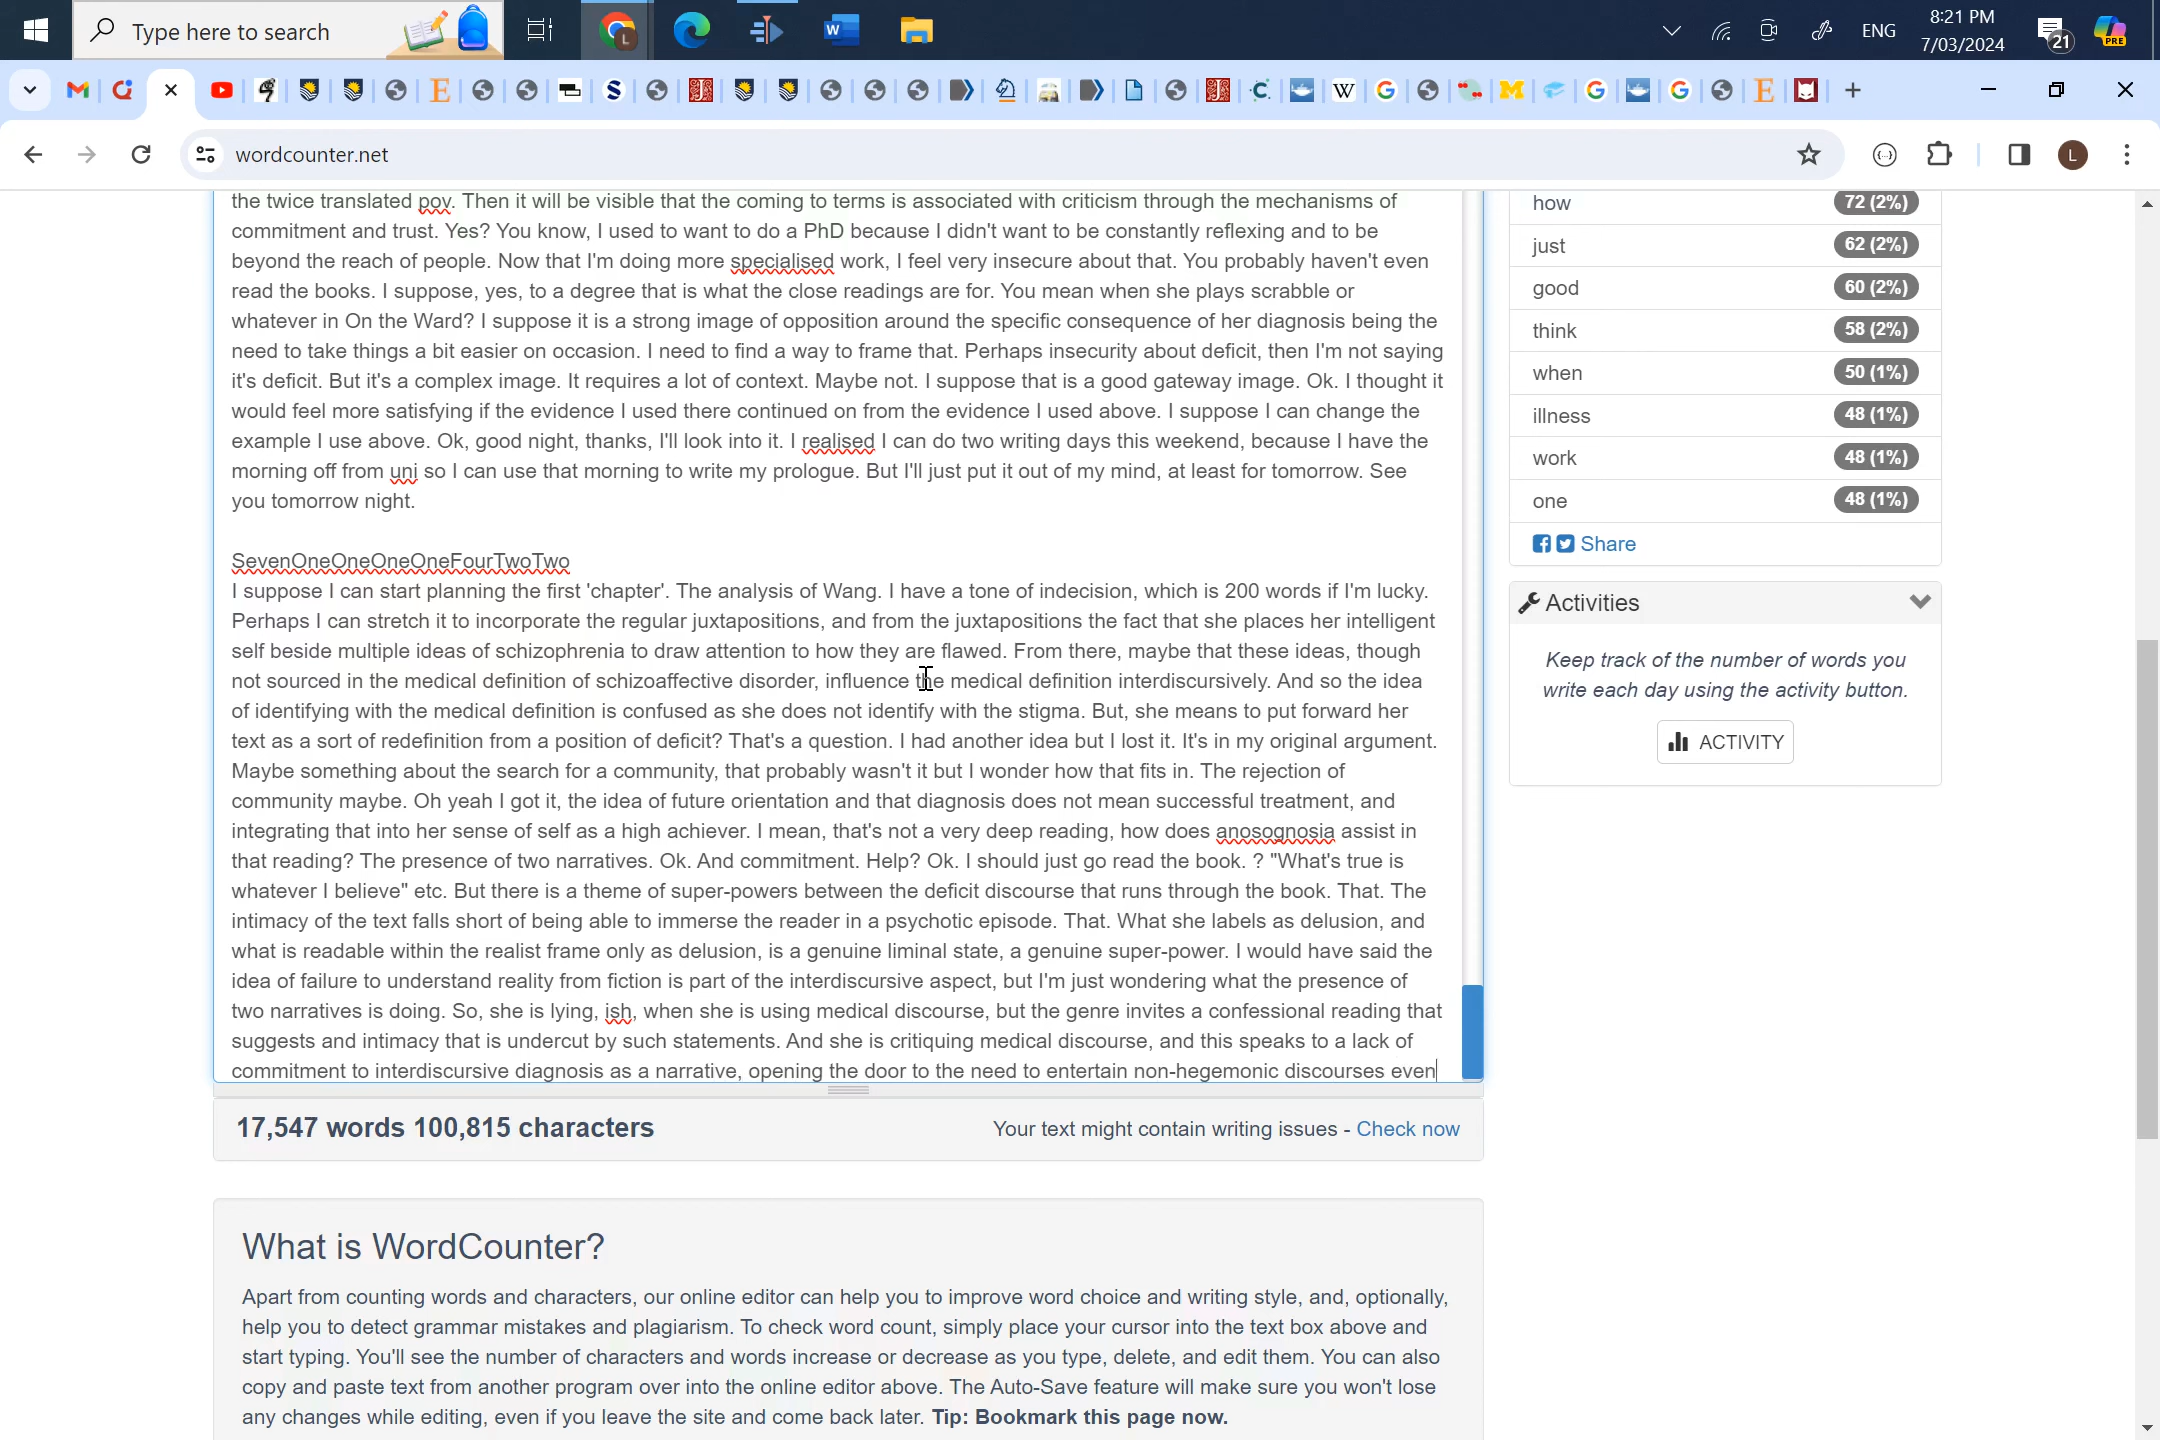 Type here to search
ENG
8:21 PM
7/03/2024
21
PRE
wordcounter.net
L
the twice translated pov. Then it will be visible that the coming to terms is associated with criticism through the mechanisms of
commitment and trust. Yes? You know, I used to want to do a PhD because I didn't want to be constantly reflexing and to be
beyond the reach of people. Now that I'm doing more specialised work, I feel very insecure about that. You probably haven't even
read the books. I suppose, yes, to a degree that is what the close readings are for. You mean when she plays scrabble or
whatever in On the Ward? I suppose it is a strong image of opposition around the specific consequence of her diagnosis being the
need to take things a bit easier on occasion. I need to find a way to frame that. Perhaps insecurity about deficit, then I'm not saying
it's deficit. But it's a complex image. It requires a lot of context. Maybe not. I suppose that is a good gateway image. Ok. I thought it
would feel more satisfying if the evidence I used there continued on from the evidence I used above. I suppose I can change the
example I use above. Ok, good night, thanks, I'll look into it. I realised I can do two writing days this weekend, because I have the
morning off from uni so I can use that morning to write my prologue. But I'll just put it out of my mind, at least for tomorrow. See
you tomorrow night.
SevenOneOneOneOneFourTwoTwo
I suppose I can start planning the first 'chapter'. The analysis of Wang. I have a tone of indecision, which is 200 words if I'm lucky.
Perhaps I can stretch it to incorporate the regular juxtapositions, and from the juxtapositions the fact that she places her intelligent
self beside multiple ideas of schizophrenia to draw attention to how they are flawed. From there, maybe that these ideas, though
not sourced in the medical definition of schizoaffective disorder, influence the medical definition interdiscursively. And so the idea
of identifying with the medical definition is confused as she does not identify with the stigma. But, she means to put forward her
text as a sort of redefinition from a position of deficit? That's a question. I had another idea but I lost it. It's in my original argument.
Maybe something about the search for a community, that probably wasn't it but I wonder how that fits in. The rejection of
community maybe. Oh yeah I got it, the idea of future orientation and that diagnosis does not mean successful treatment, and
integrating that into her sense of self as a high achiever. I mean, that's not a very deep reading, how does anosognosia assist in
that reading? The presence of two narratives. Ok. And commitment. Help? Ok. I should just go read the book. ? "What's true is
whatever I believe" etc. But there is a theme of super-powers between the deficit discourse that runs through the book. That. The
intimacy of the text falls short of being able to immerse the reader in a psychotic episode. That. What she labels as delusion, and
what is readable within the realist frame only as delusion, is a genuine liminal state, a genuine super-power. I would have said the
idea of failure to understand reality from fiction is part of the interdiscursive aspect, but I'm just wondering what the presence of
two narratives is doing. So, she is lying, ish, when she is using medical discourse, but the genre invites a confessional reading that
suggests and intimacy that is undercut by such statements. And she is critiquing medical discourse, and this speaks to a lack of
commitment to interdiscursive diagnosis as a narrative, opening the door to the need to entertain non-hegemonic discourses even
17,547 words 100,815 characters
Your text might contain writing issues - Check now
What is WordCounter?
Apart from counting words and characters, our online editor can help you to improve word choice and writing style, and, optionally,
help you to detect grammar mistakes and plagiarism. To check word count, simply place your cursor into the text box above and
start typing. You'll see the number of characters and words increase or decrease as you type, delete, and edit them. You can also
copy and paste text from another program over into the online editor above. The Auto-Save feature will make sure you won't lose
any changes while editing, even if you leave the site and come back later. Tip: Bookmark this page now.
how 72 (2%)
just 62 (2%)
good 60 (2%)
think 58 (2%)
when 50 (1%)
illness 48 (1%)
work 48 (1%)
one 48 (1%)
Share
Activities
Keep track of the number of words you
write each day using the activity button.
ACTIVITY